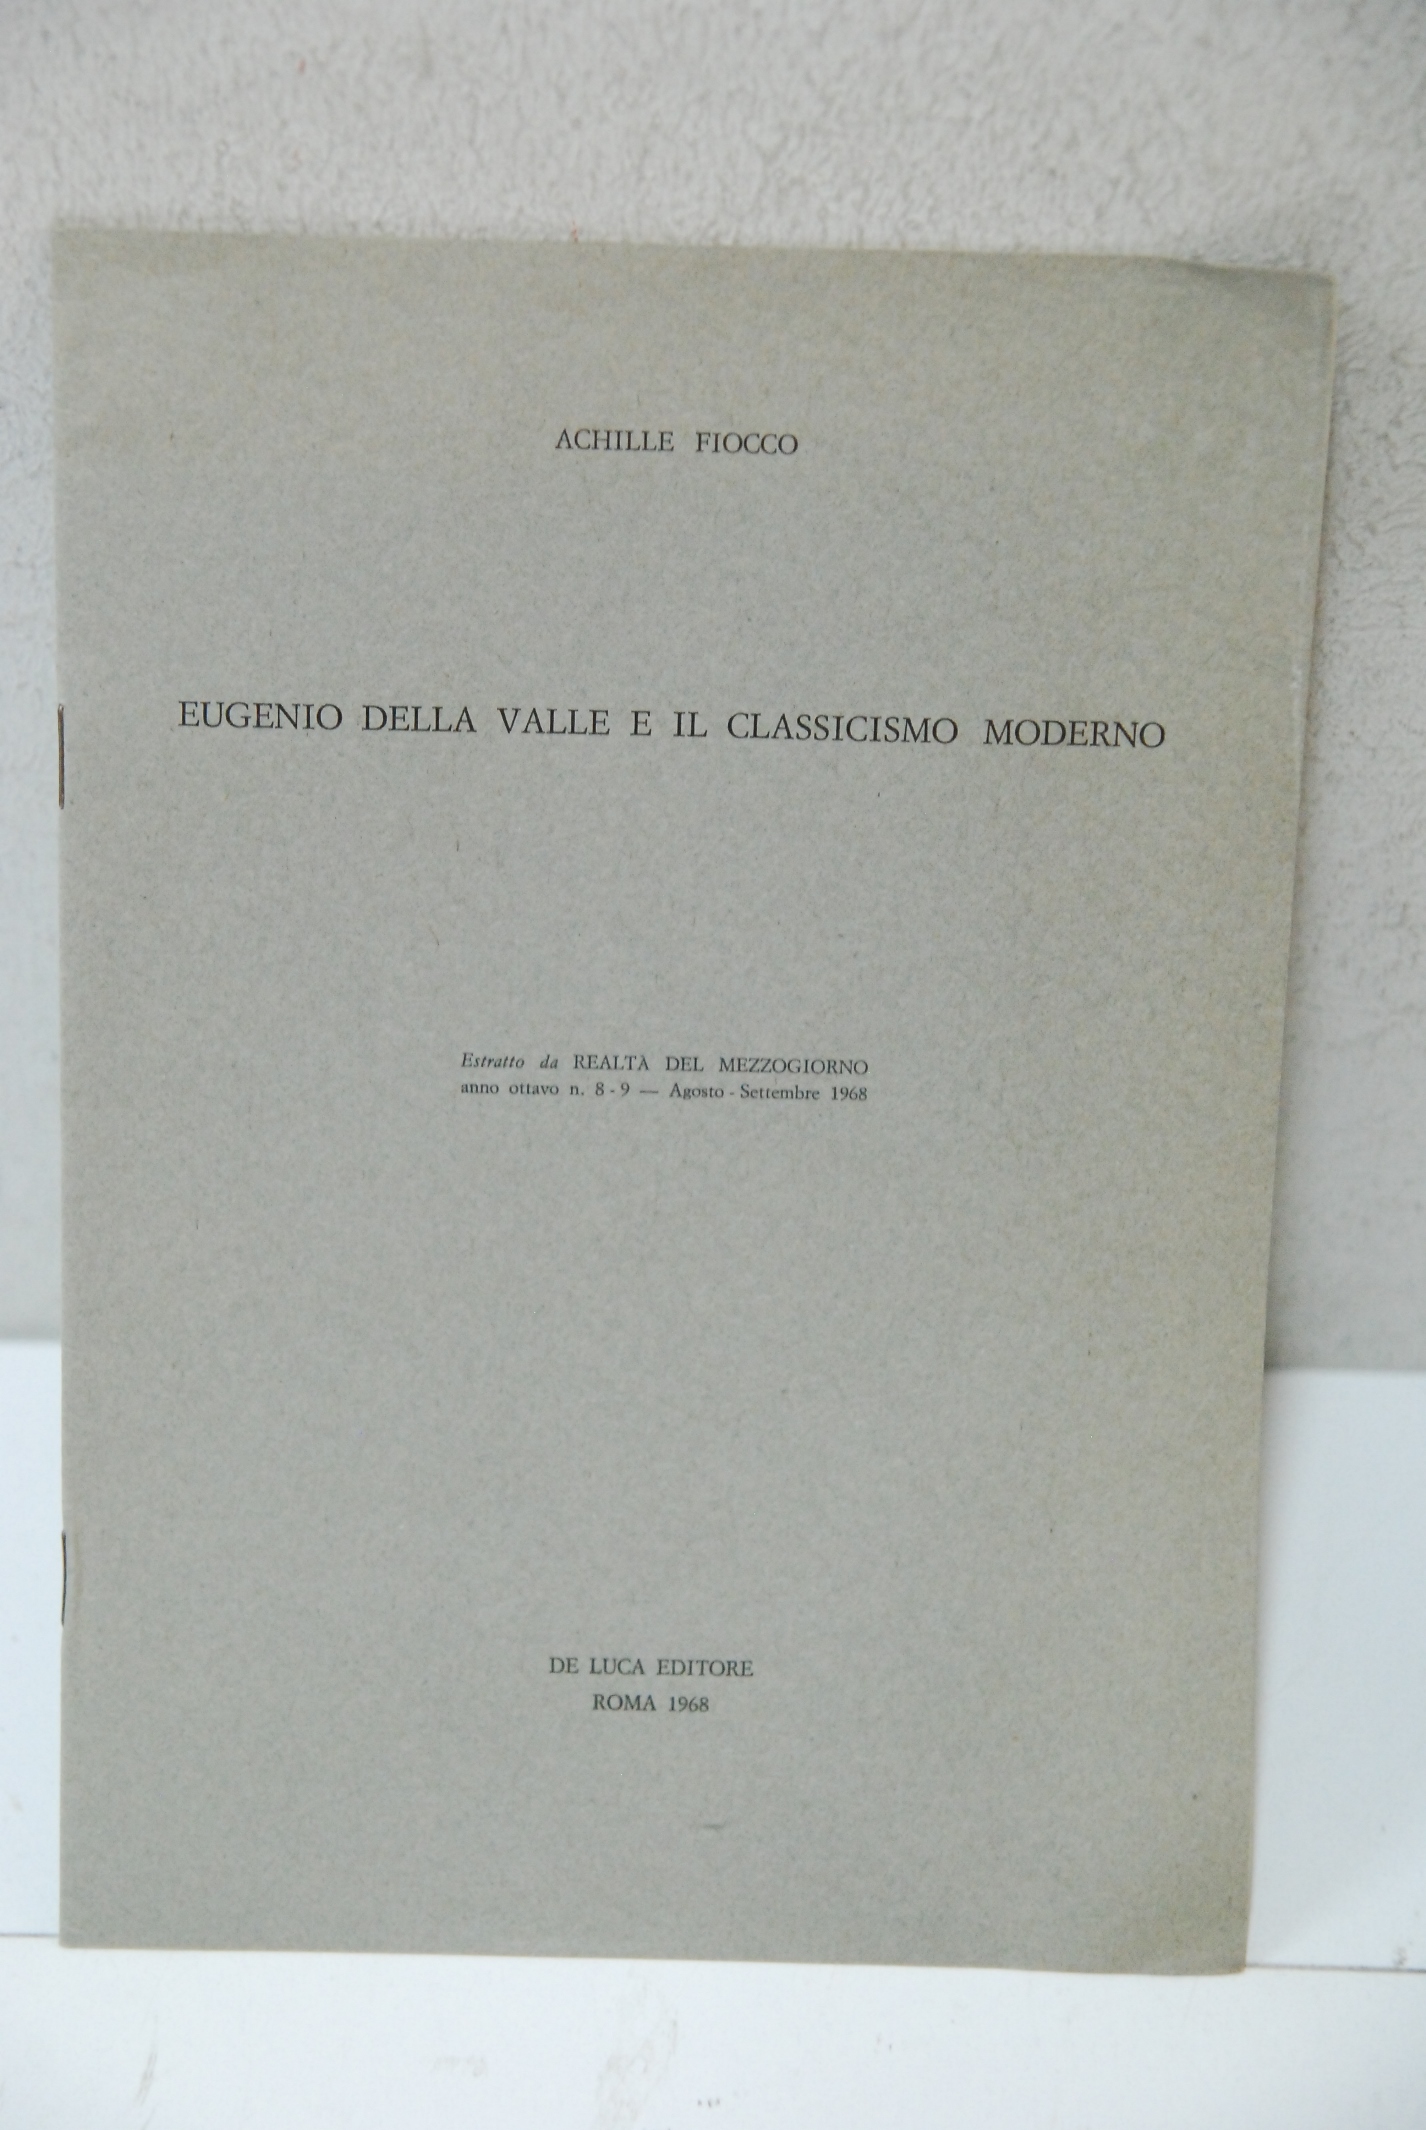 ACHILLE FIOCCO
EUGENIO DELLA VALLE E IL CLASSICISMO MODERNO
Estratto da REALTÀ DEL MEZZOGIORNO
anno ottavo n. 8 - 9 — Agosto - Settembre 1968
DE LUCA EDITORE
ROMA 1968